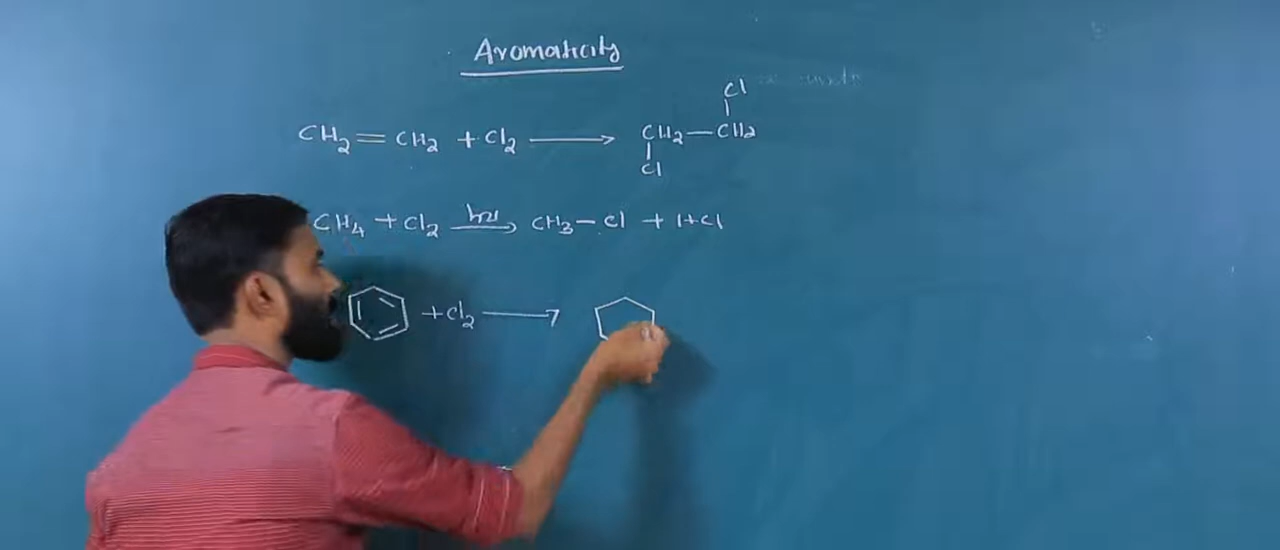 Aromaticity
Cl
CH2=CH2 + Cl2 ⟶ CH2—CH2
Cl
CH4 + Cl2 hν⟶ CH3—Cl + HCl
+ Cl2 ⟶